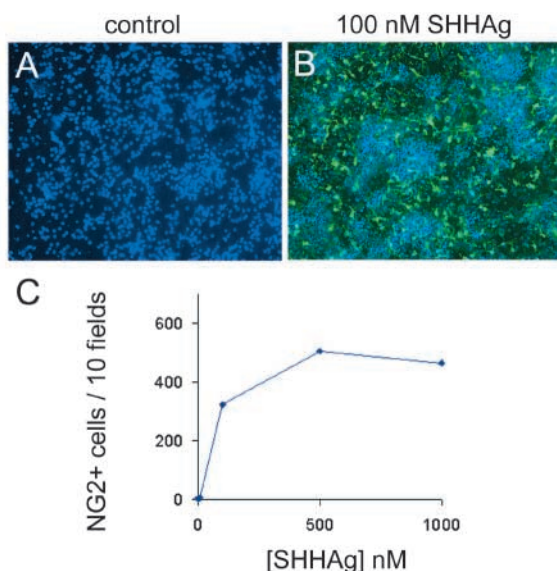 control
100 nM SHHAg
A
B
C
NG2+ cells / 10 fields
600
400
200
0
0
500
1000
[SHHAg] nM